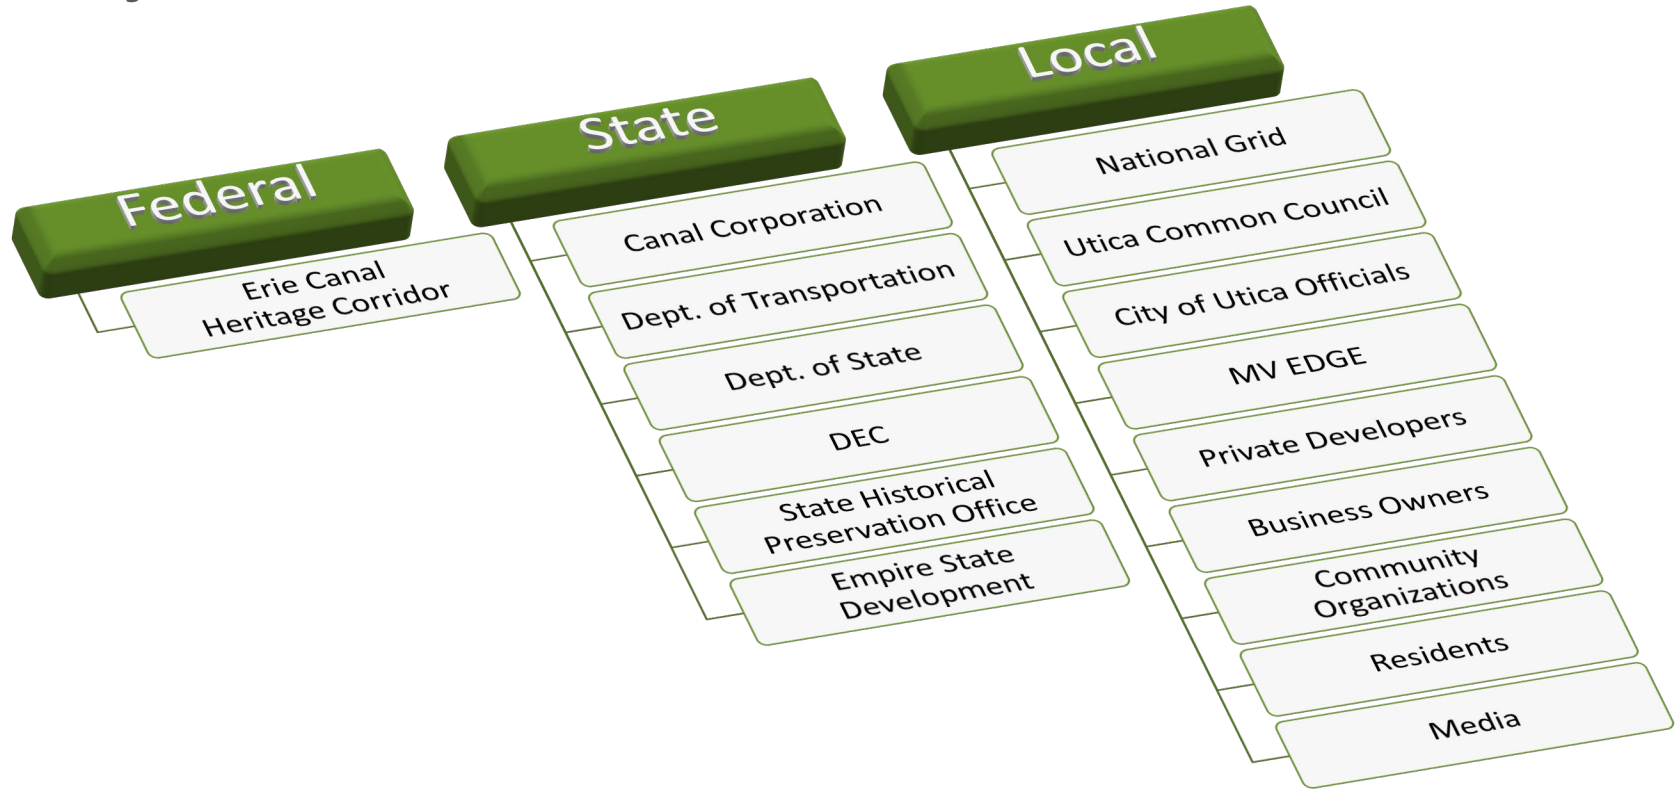 Federal
Erie Canal
Heritage Corridor
State
Canal Corporation
Dept. of Transportation
Dept. of State
DEC
State Historical
Preservation Office
Empire State
Development
Local
National Grid
Utica Common Council
City of Utica Officials
MV EDGE
Private Developers
Business Owners
Community
Organizations
Residents
Media